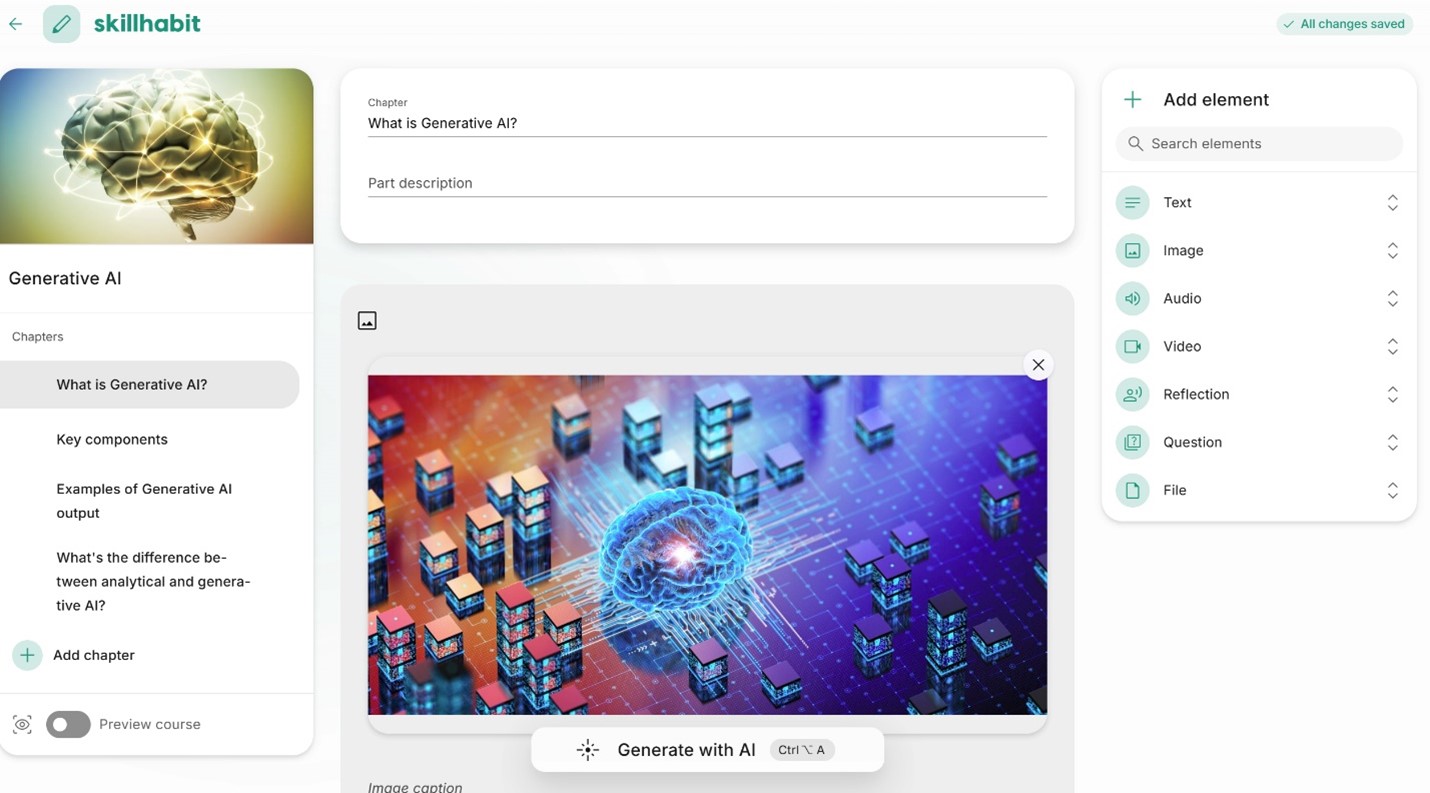 skillhabit
All changes saved
Generative AI
Chapters
What is Generative AI?
Key components
Examples of Generative AI
output
What's the difference be-
tween analytical and genera-
tive AI?
Add chapter
Preview course
Chapter
What is Generative AI?
Part description
Generate with AI Ctrl ⌥ A
Image caption
Add element
Search elements
Text
Image
Audio
Video
Reflection
Question
File